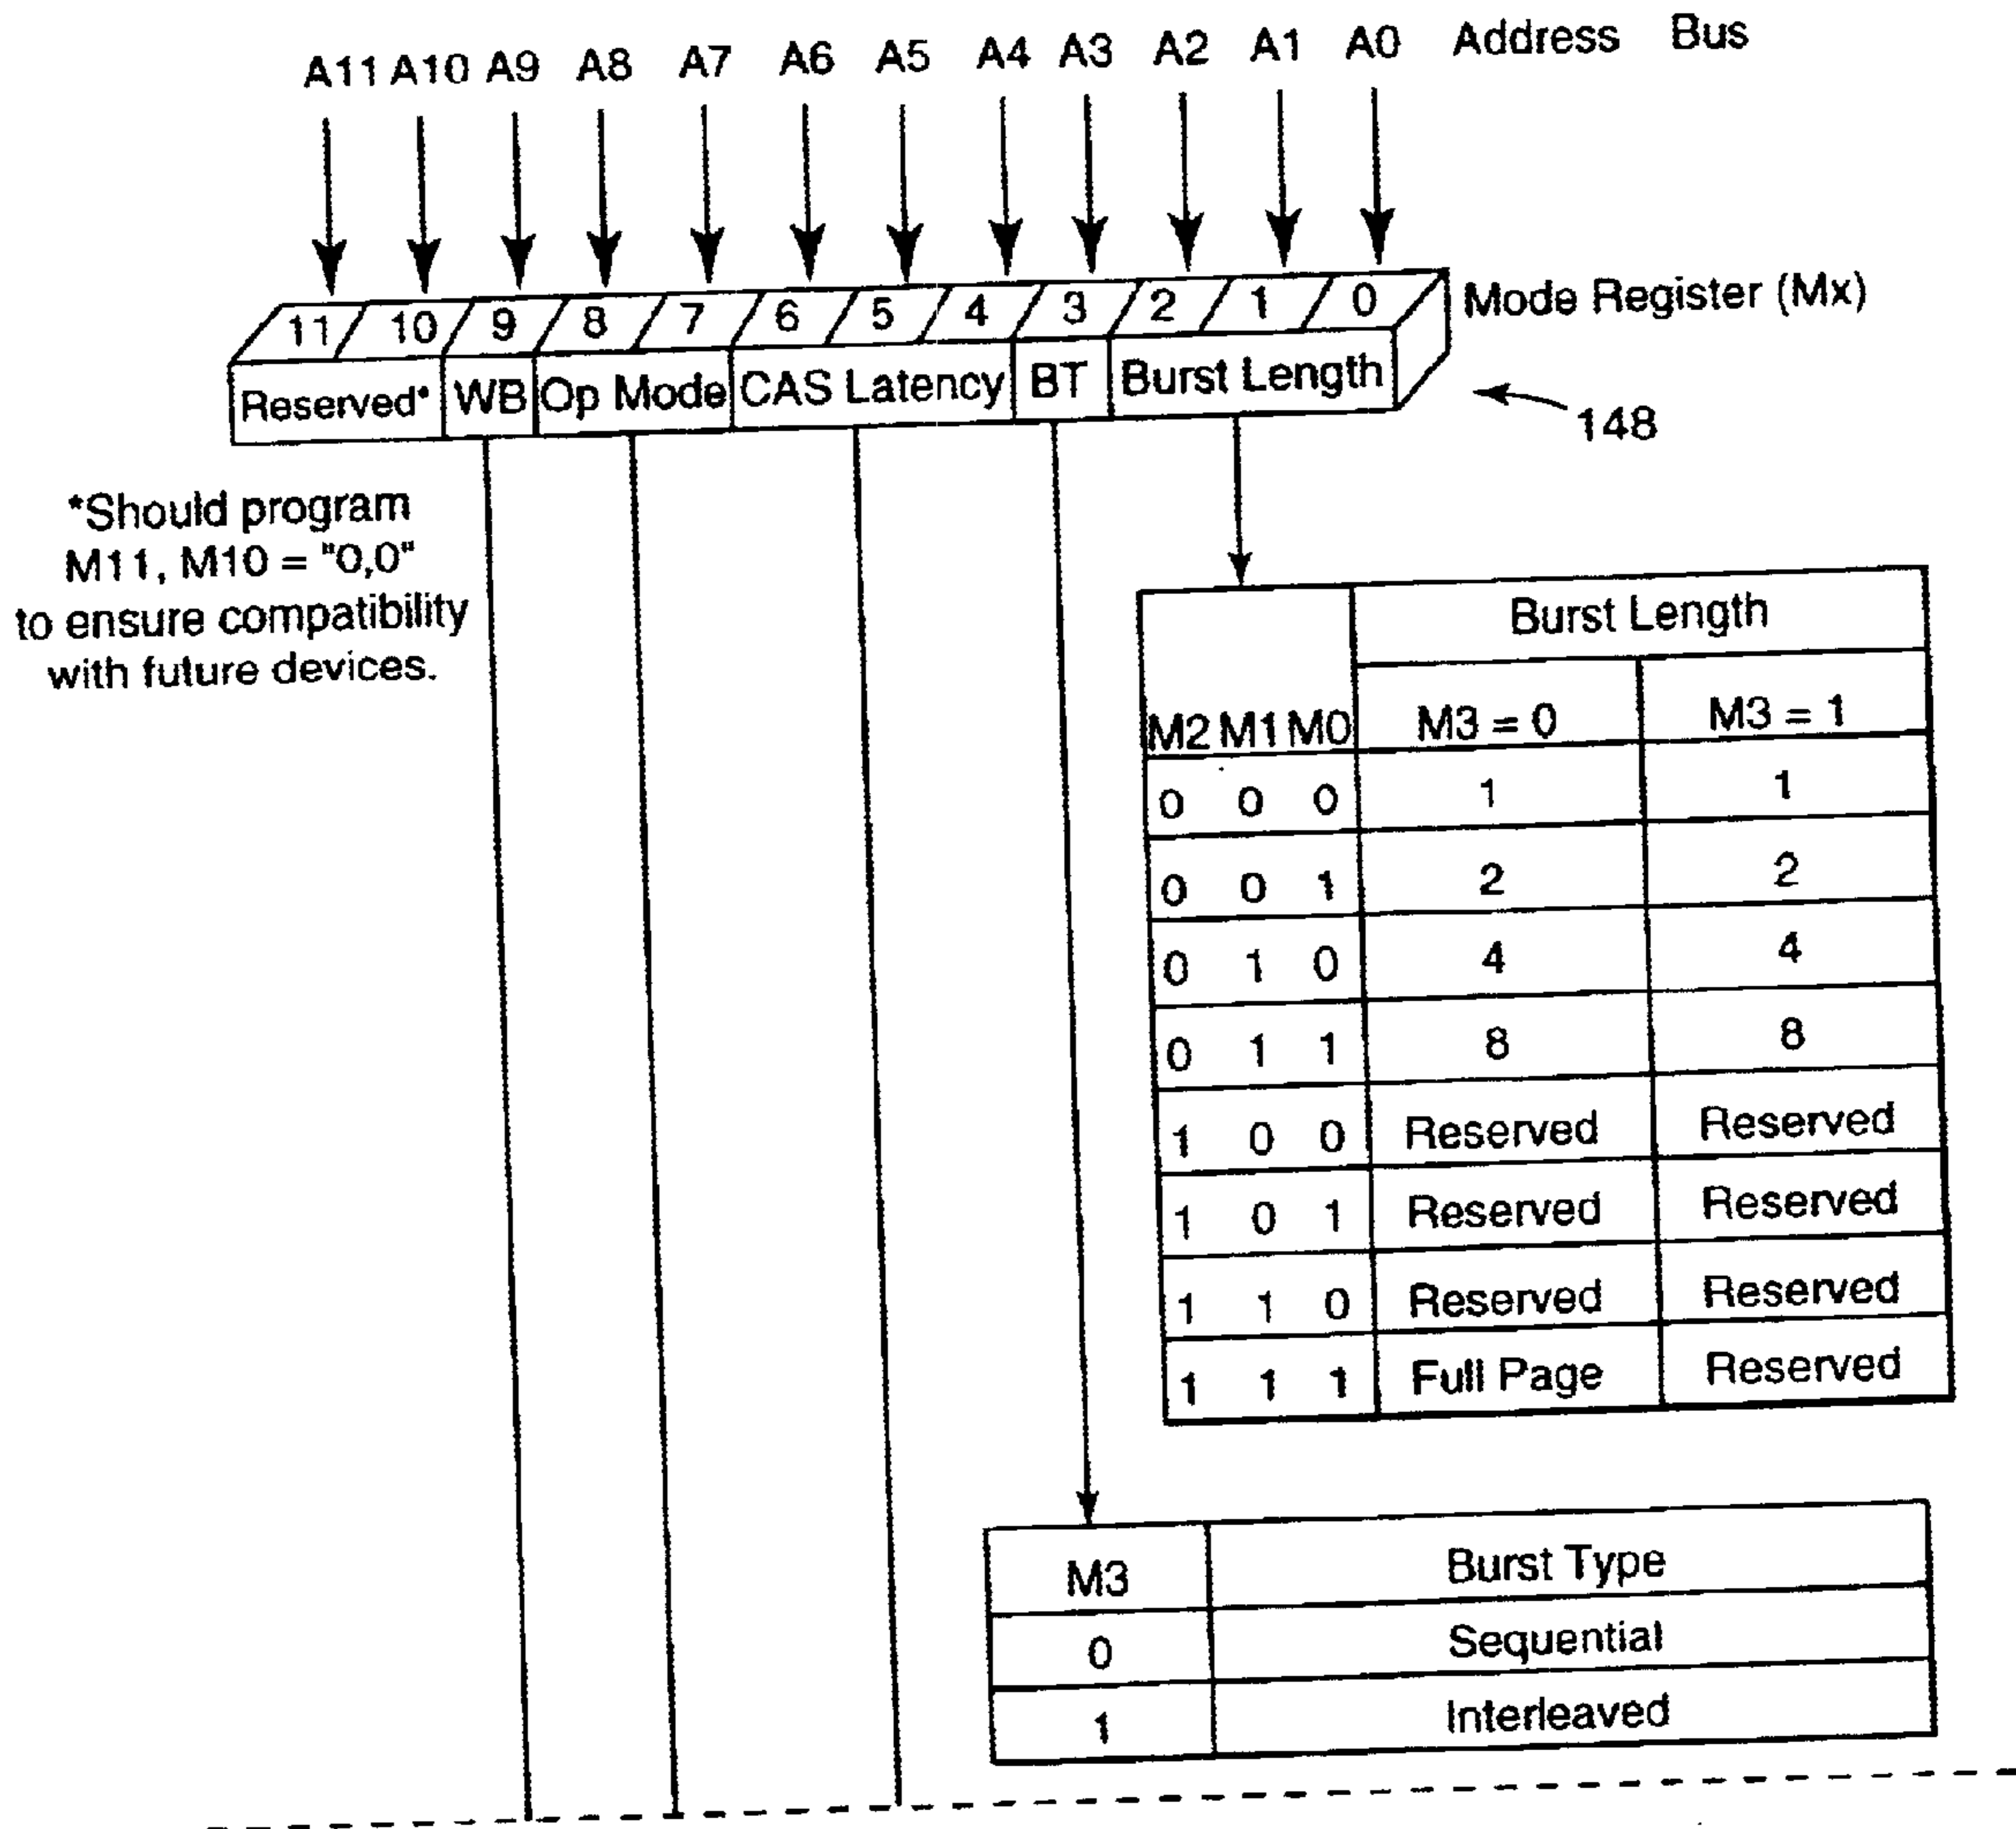 A11 A10 A9 A8 A7 A6 A5 A4 A3 A2 A1 A0 Address Bus
11 10 9 8 7 6 5 4 3 2 1 0 Mode Register (Mx)
Reserved* WB Op Mode CAS Latency BT Burst Length
148
*Should program
M11, M10 = "0,0"
to ensure compatibility
with future devices.
Burst Length
M2 M1 M0 M3 = 0 M3 = 1
0 0 0 1 1
0 0 1 2 2
0 1 0 4 4
0 1 1 8 8
1 0 0 Reserved Reserved
1 0 1 Reserved Reserved
1 1 0 Reserved Reserved
1 1 1 Full Page Reserved
M3 Burst Type
0 Sequential
1 Interleaved